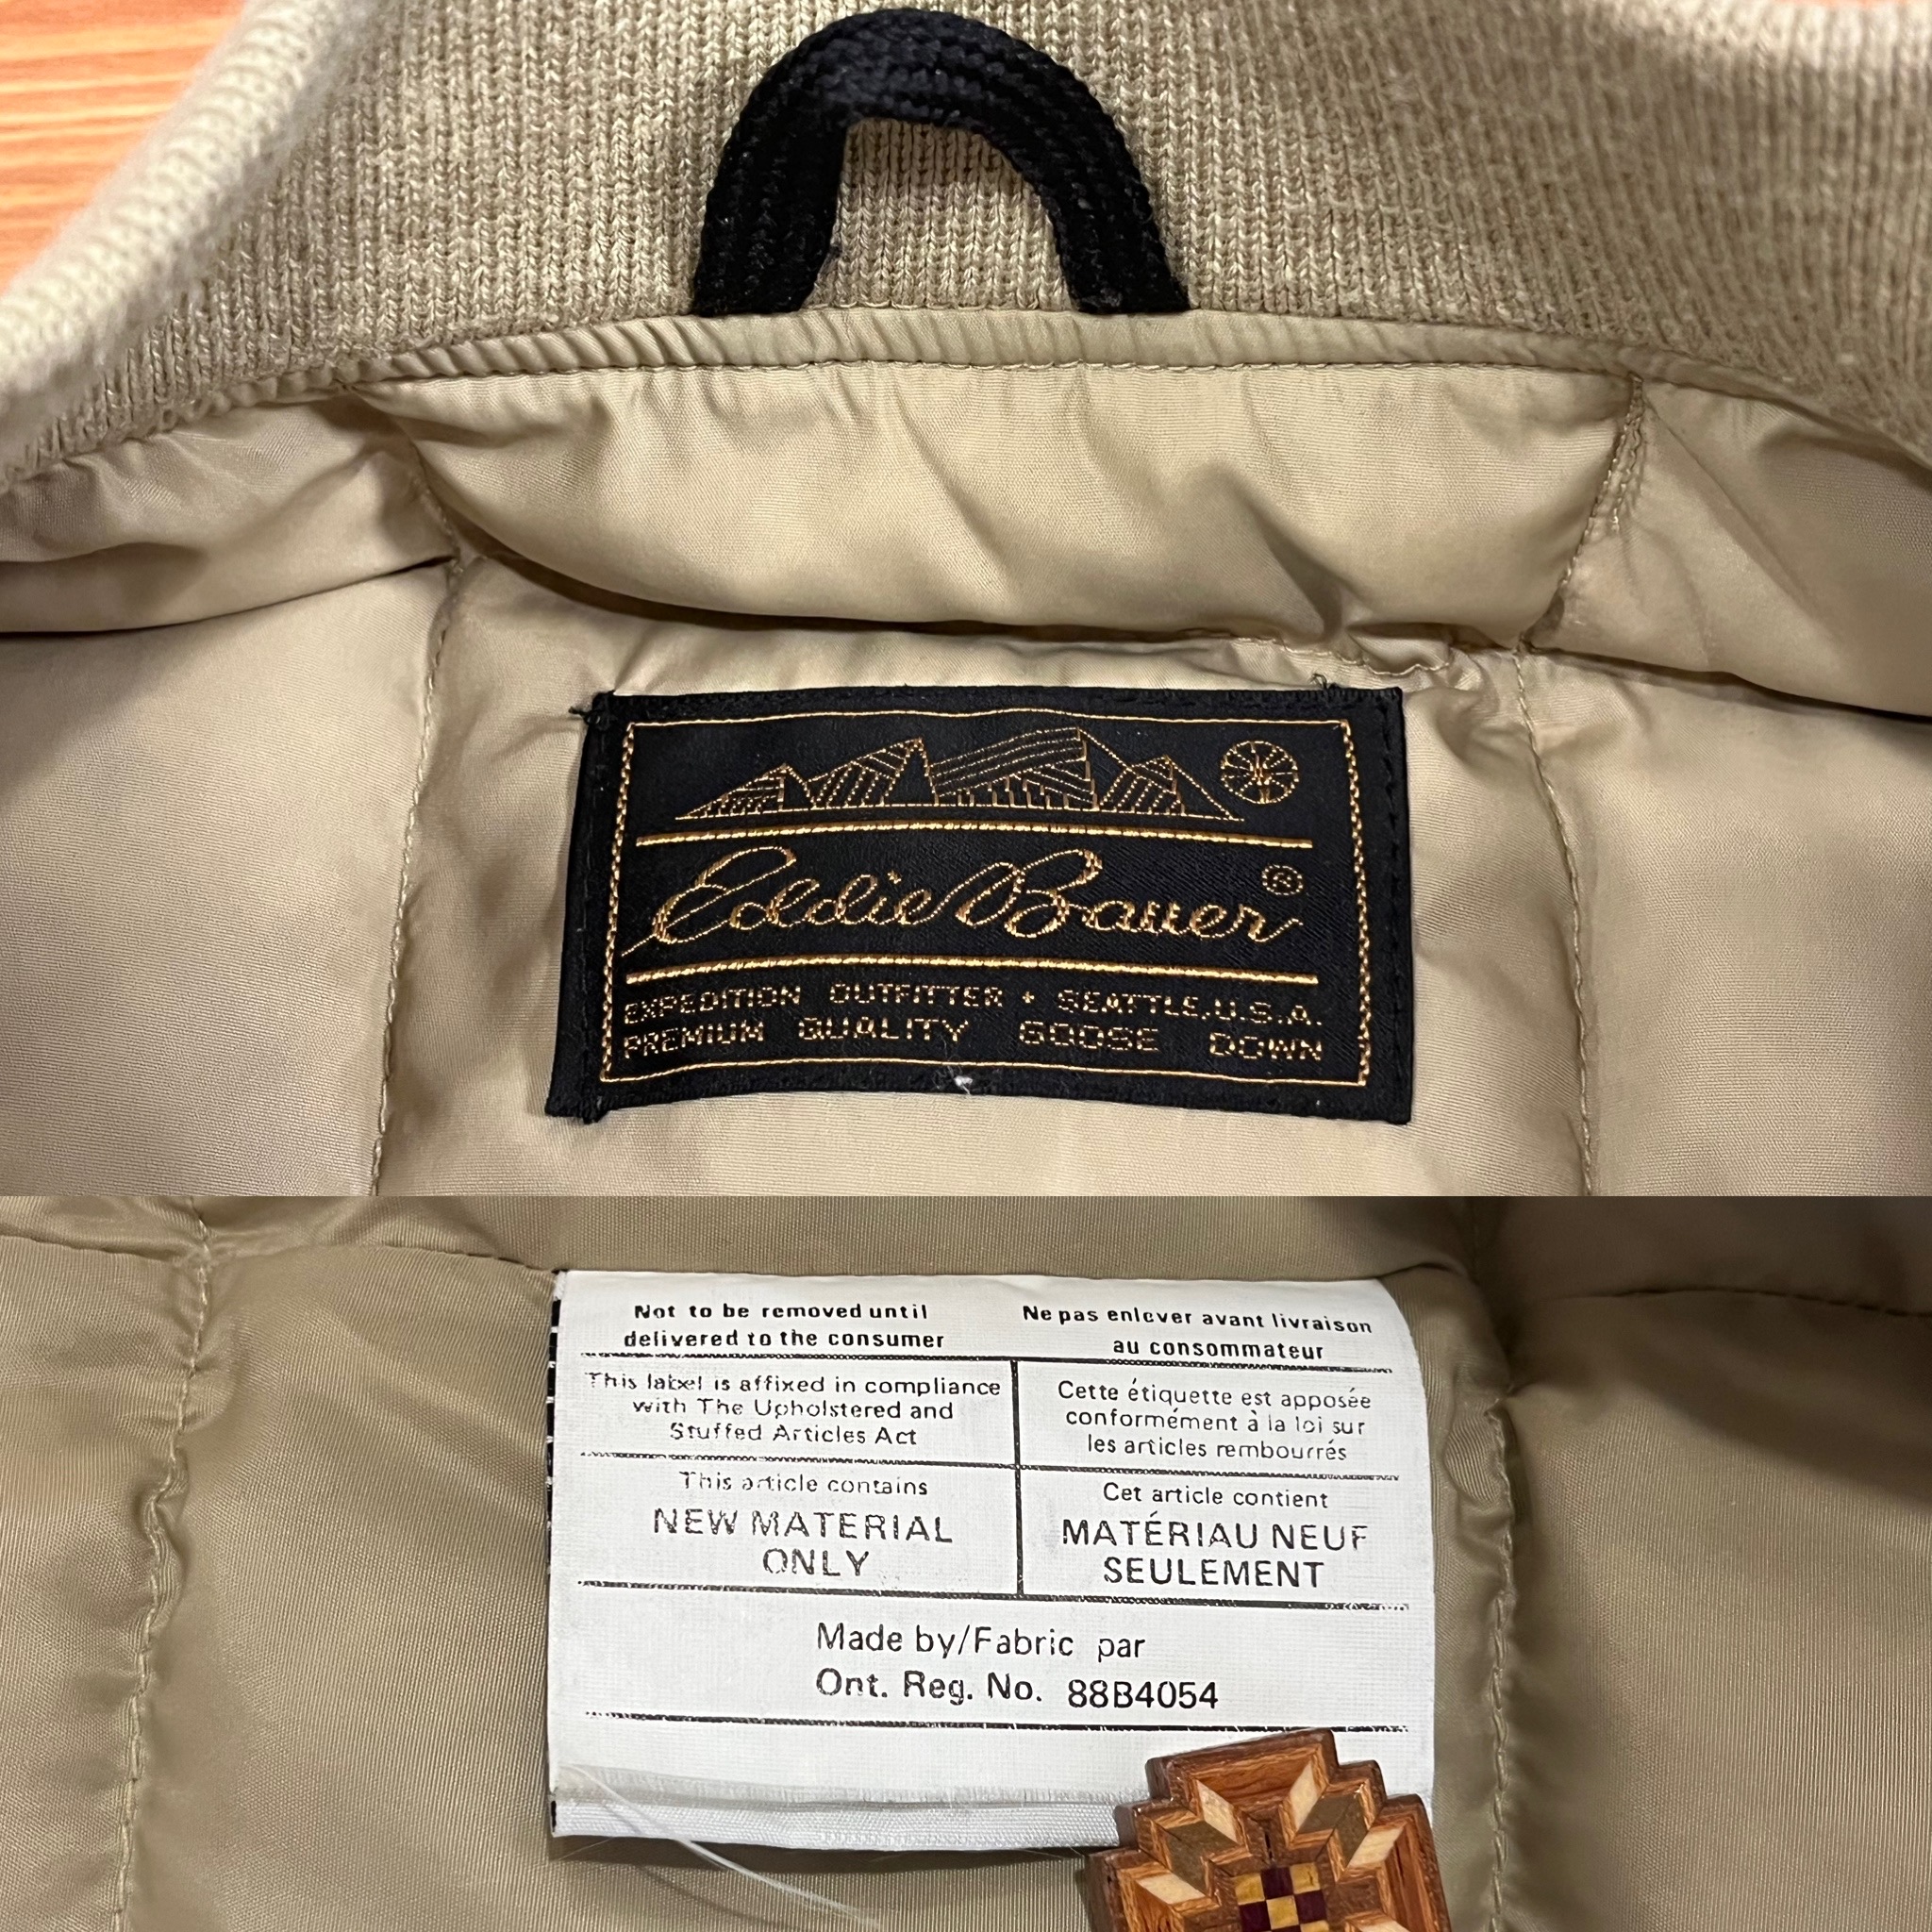 Eddie Bauer ®
EXPEDITION OUTFITTER • SEATTLE, U.S.A.
PREMIUM QUALITY GOOSE DOWN
Not to be removed until
delivered to the consumer
Ne pas enlever avant livraison
au consommateur
This label is affixed in compliance
with The Upholstered and
Stuffed Articles Act
Cette étiquette est apposée
conformément à la loi sur
les articles rembourrés
This article contains
NEW MATERIAL
ONLY
Cet article contient
MATÉRIAU NEUF
SEULEMENT
Made by/Fabric par
Ont. Reg. No. 88B4054